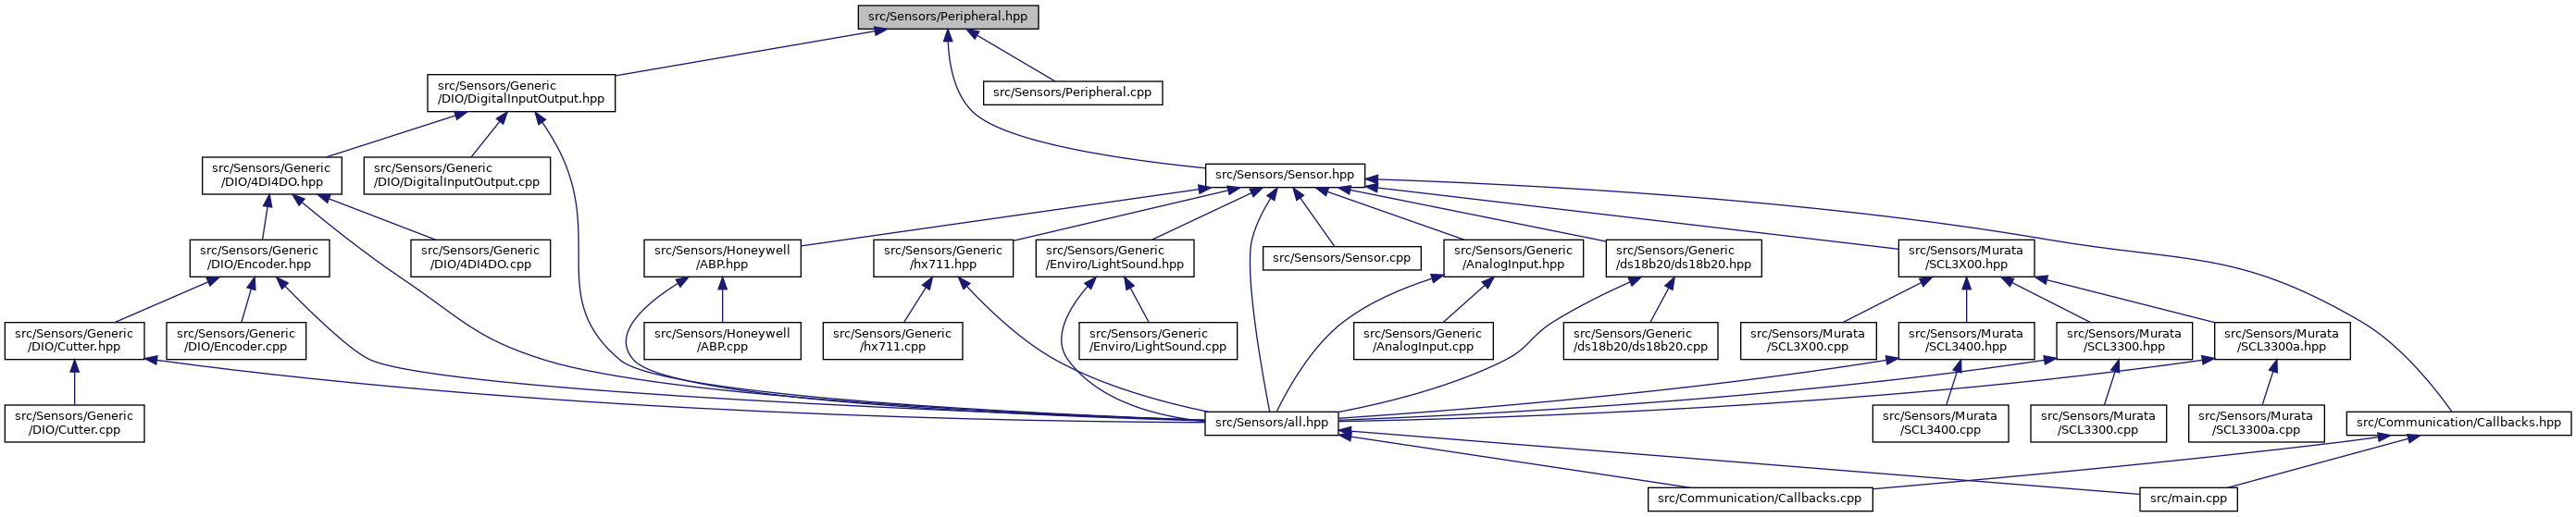 src/Sensors/Peripheral.hpp
src/Sensors/Generic
/DIO/DigitalInputOutput.hpp
src/Sensors/Peripheral.cpp
src/Sensors/Generic
/DIO/4DI4DO.hpp
src/Sensors/Generic
/DIO/DigitalInputOutput.cpp
src/Sensors/Sensor.hpp
src/Sensors/Generic
/DIO/Encoder.hpp
src/Sensors/Generic
/DIO/4DI4DO.cpp
src/Sensors/Honeywell
/ABP.hpp
src/Sensors/Generic
/hx711.hpp
src/Sensors/Generic
/Enviro/LightSound.hpp
src/Sensors/Sensor.cpp
src/Sensors/Generic
/AnalogInput.hpp
src/Sensors/Generic
/ds18b20/ds18b20.hpp
src/Sensors/Murata
/SCL3X00.hpp
src/Sensors/Generic
/DIO/Cutter.hpp
src/Sensors/Generic
/DIO/Encoder.cpp
src/Sensors/Honeywell
/ABP.cpp
src/Sensors/Generic
/hx711.cpp
src/Sensors/Generic
/Enviro/LightSound.cpp
src/Sensors/Generic
/AnalogInput.cpp
src/Sensors/Generic
/ds18b20/ds18b20.cpp
src/Sensors/Murata
/SCL3X00.cpp
src/Sensors/Murata
/SCL3400.hpp
src/Sensors/Murata
/SCL3300.hpp
src/Sensors/Murata
/SCL3300a.hpp
src/Sensors/Generic
/DIO/Cutter.cpp
src/Sensors/all.hpp
src/Sensors/Murata
/SCL3400.cpp
src/Sensors/Murata
/SCL3300.cpp
src/Sensors/Murata
/SCL3300a.cpp
src/Communication/Callbacks.hpp
src/Communication/Callbacks.cpp
src/main.cpp